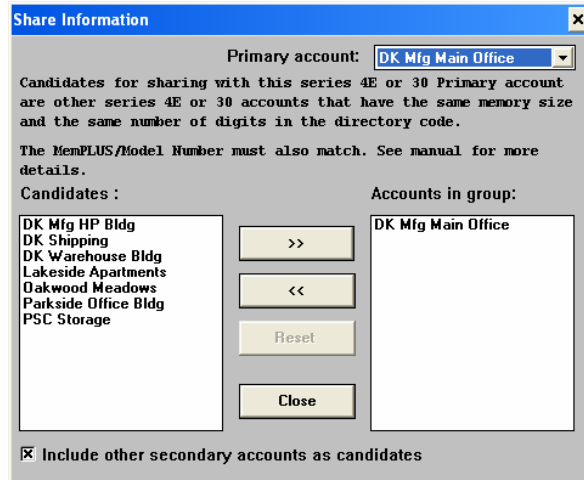 Share Information
Primary account: DK Mfg Main Office
Candidates for sharing with this series 4E or 30 Primary account
are other series 4E or 30 accounts that have the same memory size
and the same number of digits in the directory code.
The MemPLUS/Model Number must also match. See manual for more
details.
Candidates :
DK Mfg HP Bldg
DK Shipping
DK Warehouse Bldg
Lakeside Apartments
Oakwood Meadows
Parkside Office Bldg
PSC Storage
>>
<<
Reset
Close
Accounts in group:
DK Mfg Main Office
Include other secondary accounts as candidates